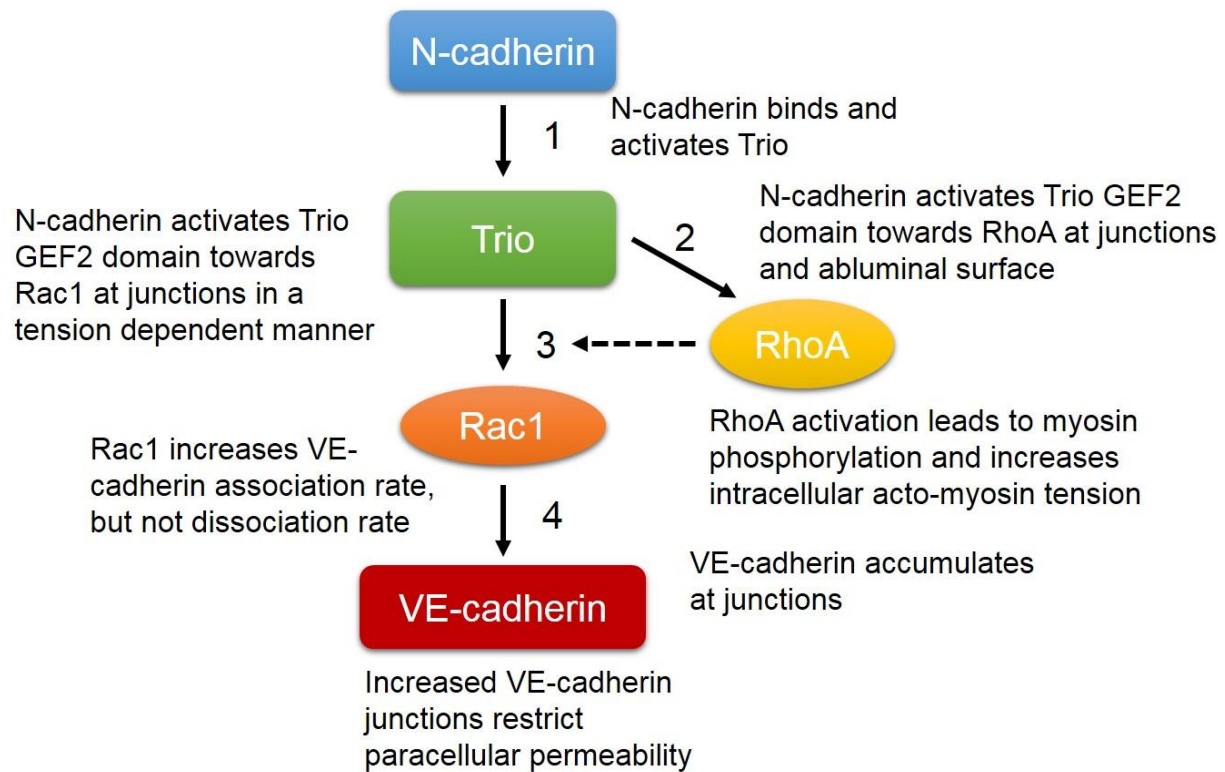 N-cadherin
1
N-cadherin binds and
activates Trio
N-cadherin activates Trio
GEF2 domain towards
Rac1 at junctions in a
tension dependent manner
Trio
2
N-cadherin activates Trio GEF2
domain towards RhoA at junctions
and abluminal surface
3
RhoA
RhoA activation leads to myosin
phosphorylation and increases
intracellular acto-myosin tension
Rac1
Rac1 increases VE-
cadherin association rate,
but not dissociation rate
4
VE-cadherin accumulates
at junctions
VE-cadherin
Increased VE-cadherin
junctions restrict
paracellular permeability